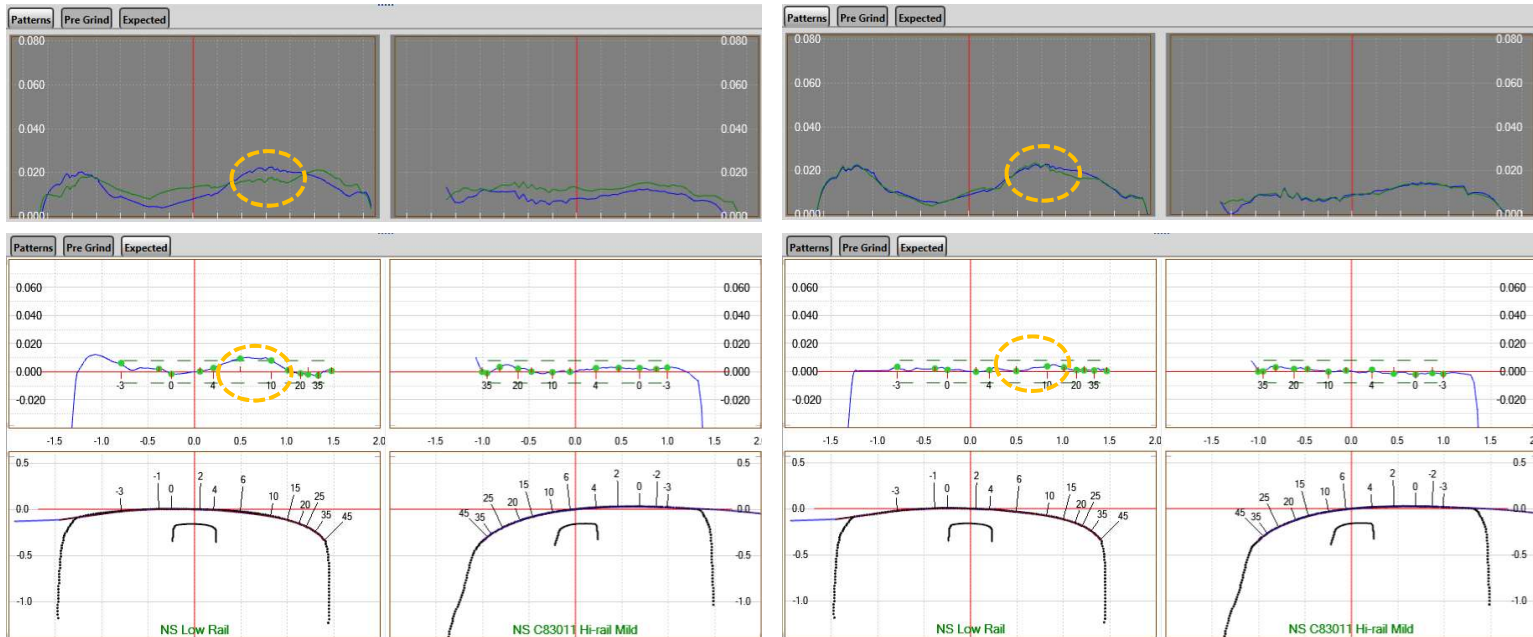 Patterns Pre Grind Expected
0.080 0.080
0.060 0.060
0.040 0.040
0.020 0.020
0.000 0.000
Patterns Pre Grind Expected
0.060 0.060
0.040 0.040
0.020 0.020
0.000 0.000
-3 0 4 10 20 35 35 20 10 4 0 -3
-0.020 -0.020
-1.5 -1.0 -0.5 0.0 0.5 1.0 1.5 2.0 -1.5 -1.0 -0.5 0.0 0.5 1.0 1.5 2.0
0.5 0.5
-3 -1 0 2 4 6 10 15 20 25 35 45
45 35 25 20 15 10 6 4 2 0 -2 -3
0.0 0.0
-0.5 -0.5
-1.0 -1.0
NS Low Rail NS C83011 Hi-rail Mild
Patterns Pre Grind Expected
0.080 0.080
0.060 0.060
0.040 0.040
0.020 0.020
0.000 0.000
Patterns Pre Grind Expected
0.060 0.060
0.040 0.040
0.020 0.020
0.000 0.000
-3 0 4 10 20 35 35 20 10 4 0 -3
-0.020 -0.020
-1.5 -1.0 -0.5 0.0 0.5 1.0 1.5 2.0 -1.5 -1.0 -0.5 0.0 0.5 1.0 1.5 2.0
0.5 0.5
-3 -1 0 2 4 6 10 15 20 25 35 45
45 35 25 20 15 10 6 4 2 0 -2 -3
0.0 0.0
-0.5 -0.5
-1.0 -1.0
NS Low Rail NS C83011 Hi-rail Mild